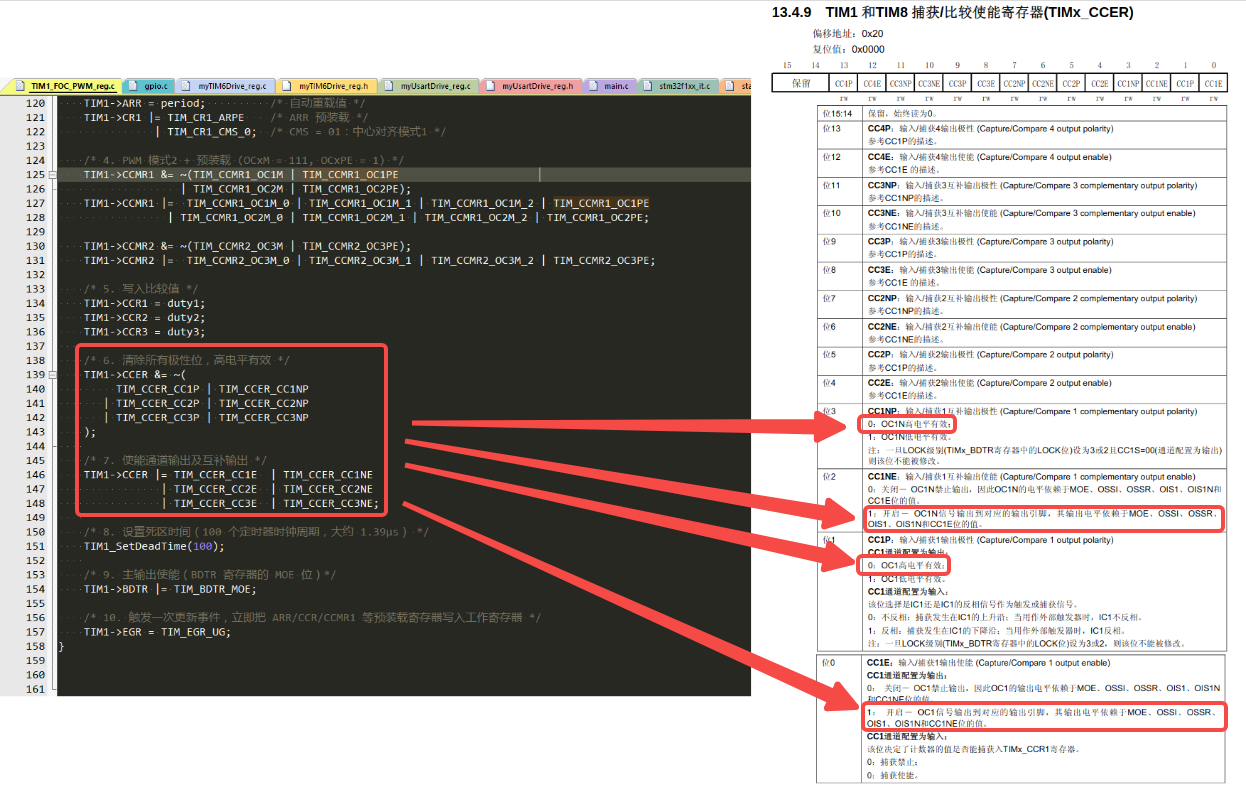 13.4.9 TIM1 和TIM8 捕获/比较使能寄存器(TIMx_CCER)
偏移地址：0x20
复位值：0x0000
15 14 13 12 11 10 9 8 7 6 5 4 3 2 1 0
保留 CC4P CC4E CC3NP CC3NE CC3P CC3E CC2NP CC2NE CC2P CC2E CC1NP CC1NE CC1P CC1E
rw rw rw rw rw rw rw rw rw rw rw rw rw rw
TIM1_FOC_PWM_reg.c gpio.c myTIM6Drive_reg.c myTIM6Drive_reg.h myUsartDrive_reg.c myUsartDrive_reg.h main.c stm32f1xx_it.c sta
120 TIM1->ARR = period; /* 自动重载值 */
121 TIM1->CR1 |= TIM_CR1_ARPE /* ARR 预装载 */
122 | TIM_CR1_CMS_0; /* CMS = 01：中心对齐模式1 */
123
124 /* 4. PWM 模式2 + 预装载 (OCxM = 111, OCxPE = 1) */
125 TIM1->CCMR1 &= ~(TIM_CCMR1_OC1M | TIM_CCMR1_OC1PE
126 | TIM_CCMR1_OC2M | TIM_CCMR1_OC2PE);
127 TIM1->CCMR1 |= TIM_CCMR1_OC1M_0 | TIM_CCMR1_OC1M_1 | TIM_CCMR1_OC1M_2 | TIM_CCMR1_OC1PE
128 | TIM_CCMR1_OC2M_0 | TIM_CCMR1_OC2M_1 | TIM_CCMR1_OC2M_2 | TIM_CCMR1_OC2PE;
129
130 TIM1->CCMR2 &= ~(TIM_CCMR2_OC3M | TIM_CCMR2_OC3PE);
131 TIM1->CCMR2 |= TIM_CCMR2_OC3M_0 | TIM_CCMR2_OC3M_1 | TIM_CCMR2_OC3M_2 | TIM_CCMR2_OC3PE;
132
133 /* 5. 写入比较值 */
134 TIM1->CCR1 = duty1;
135 TIM1->CCR2 = duty2;
136 TIM1->CCR3 = duty3;
137
138 /* 6. 清除所有极性位，高电平有效 */
139 TIM1->CCER &= ~(
140 TIM_CCER_CC1P | TIM_CCER_CC1NP
141 | TIM_CCER_CC2P | TIM_CCER_CC2NP
142 | TIM_CCER_CC3P | TIM_CCER_CC3NP
143 );
144
145 /* 7. 使能通道输出及互补输出 */
146 TIM1->CCER |= TIM_CCER_CC1E | TIM_CCER_CC1NE
147 | TIM_CCER_CC2E | TIM_CCER_CC2NE
148 | TIM_CCER_CC3E | TIM_CCER_CC3NE;
149
150 /* 8. 设置死区时间（100 个定时器时钟周期，大约 1.39μs）*/
151 TIM1_SetDeadTime(100);
152
153 /* 9. 主输出使能（BDTR 寄存器的 MOE 位）*/
154 TIM1->BDTR |= TIM_BDTR_MOE;
155
156 /* 10. 触发一次更新事件，立即把 ARR/CCR/CCMR1 等预装载寄存器写入工作寄存器 */
157 TIM1->EGR = TIM_EGR_UG;
158 }
159
160
161
位15:14 保留，始终读为0。
位13 CC4P：输入/捕获4输出极性 (Capture/Compare 4 output polarity)
参考CC1P的描述。
位12 CC4E：输入/捕获4输出使能 (Capture/Compare 4 output enable)
参考CC1E 的描述。
位11 CC3NP：输入/捕获3互补输出极性 (Capture/Compare 3 complementary output polarity)
参考CC1NP的描述。
位10 CC3NE：输入/捕获3互补输出使能 (Capture/Compare 3 complementary output enable)
参考CC1NE的描述。
位9 CC3P：输入/捕获3输出极性 (Capture/Compare 3 output polarity)
参考CC1P的描述。
位8 CC3E：输入/捕获3输出使能 (Capture/Compare 3 output enable)
参考CC1E 的描述。
位7 CC2NP：输入/捕获2互补输出极性 (Capture/Compare 2 complementary output polarity)
参考CC1NP的描述。
位6 CC2NE：输入/捕获2互补输出使能 (Capture/Compare 2 complementary output enable)
参考CC1NE的描述。
位5 CC2P：输入/捕获2输出极性 (Capture/Compare 2 output polarity)
参考CC1P的描述。
位4 CC2E：输入/捕获2输出使能 (Capture/Compare 2 output enable)
参考CC1E的描述。
位3 CC1NP：输入/捕获1互补输出极性 (Capture/Compare 1 complementary output polarity)
0：OC1N高电平有效；
1：OC1N低电平有效。
注：一旦LOCK级别(TIMx_BDTR寄存器中的LOCK位)设为3或2且CC1S=00(通道配置为输出)
则该位不能被修改。
位2 CC1NE：输入/捕获1互补输出使能 (Capture/Compare 1 complementary output enable)
0：关闭－ OC1N禁止输出，因此OC1N的电平依赖于MOE、OSSI、OSSR、OIS1、OIS1N和
CC1E位的值。
1：开启－ OC1N信号输出到对应的输出引脚，其输出电平依赖于MOE、OSSI、OSSR、
OIS1、OIS1N和CC1E位的值。
位1 CC1P：输入/捕获1输出极性 (Capture/Compare 1 output polarity)
CC1通道配置为输出：
0：OC1高电平有效；
1：OC1低电平有效。
CC1通道配置为输入：
该位选择是IC1还是IC1的反相信号作为触发或捕获信号。
0：不反相：捕获发生在IC1的上升沿；当用作外部触发器时，IC1不反相。
1：反相：捕获发生在IC1的下降沿；当用作外部触发器时，IC1反相。
注：一旦LOCK级别(TIMx_BDTR寄存器中的LOCK位)设为3或2，则该位不能被修改。
位0 CC1E：输入/捕获1输出使能 (Capture/Compare 1 output enable)
CC1通道配置为输出：
0： 关闭－ OC1禁止输出，因此OC1的输出电平依赖于MOE、OSSI、OSSR、OIS1、OIS1N
和CC1NE位的值。
1： 开启－ OC1信号输出到对应的输出引脚，其输出电平依赖于MOE、OSSI、OSSR、
OIS1、OIS1N和CC1NE位的值。
CC1通道配置为输入：
该位决定了计数器的值是否能捕获入TIMx_CCR1寄存器。
0：捕获禁止；
0：捕获使能。